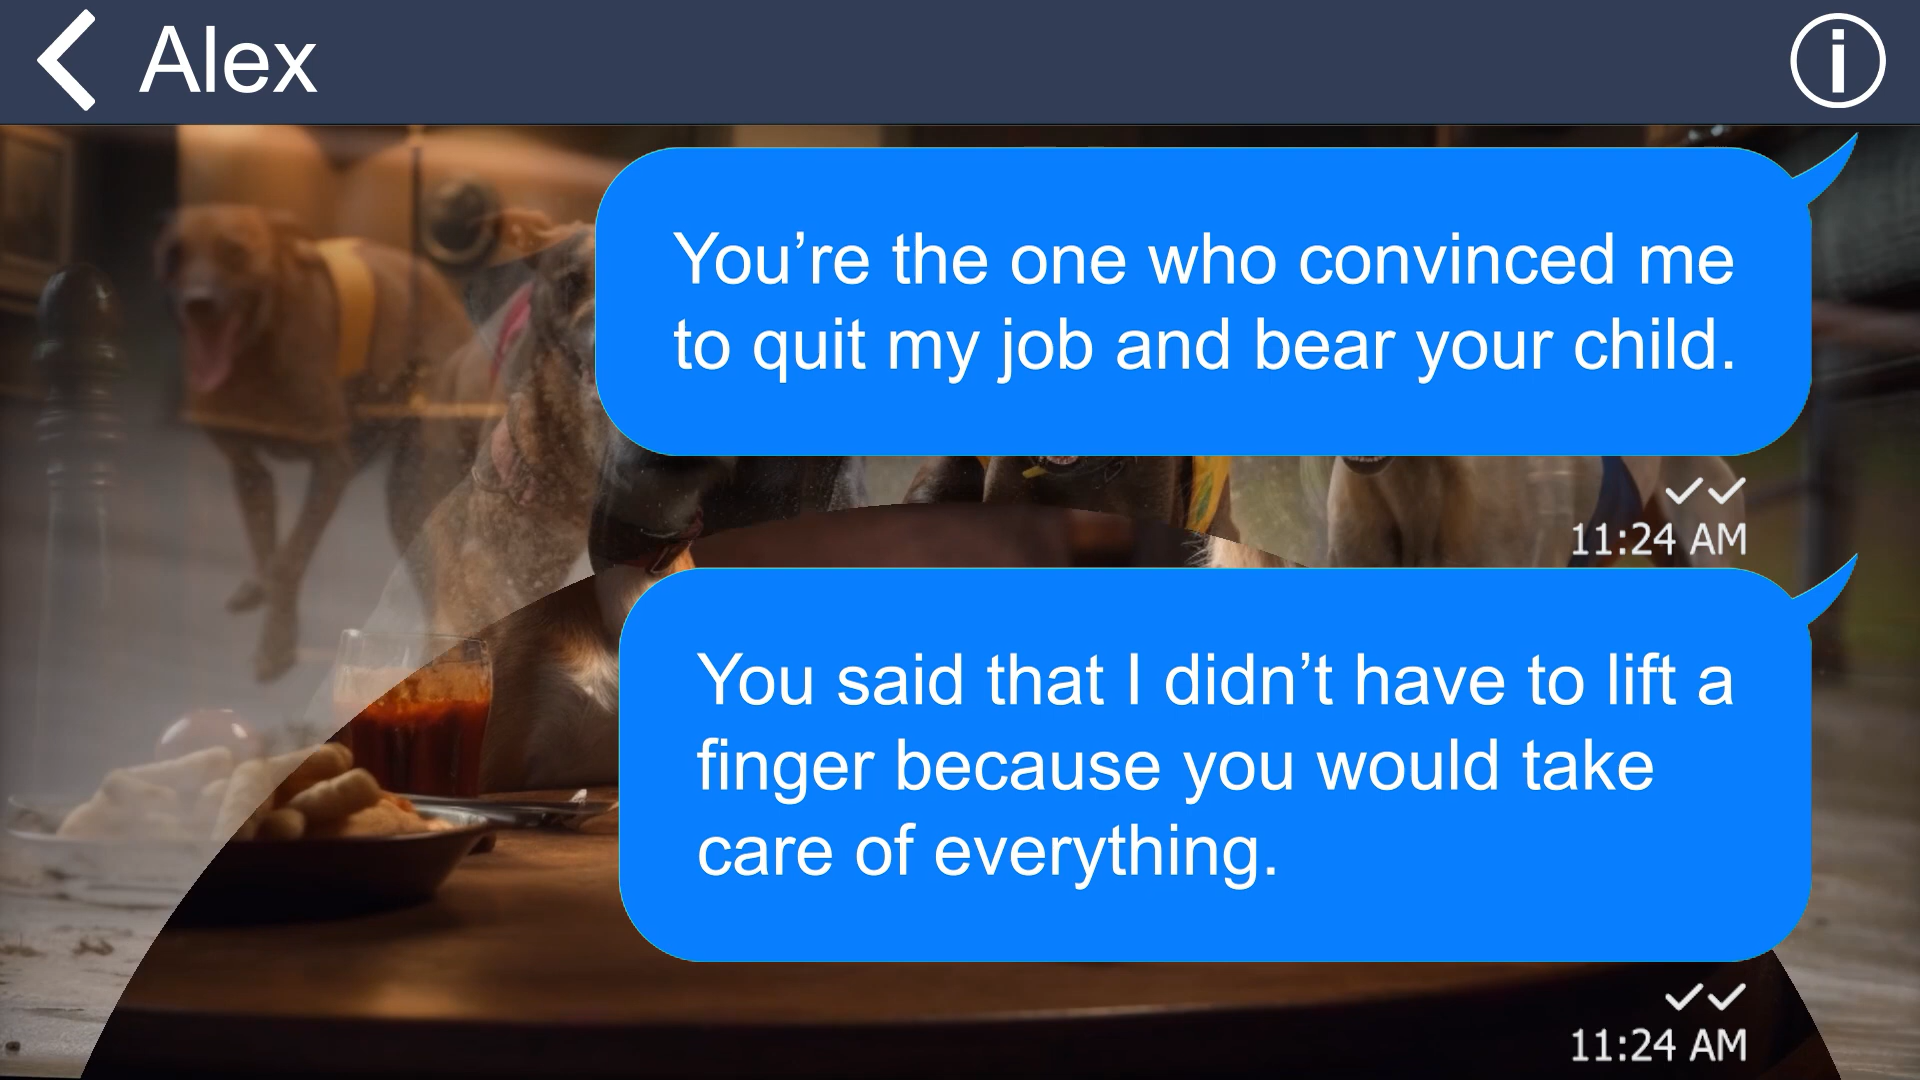 Alex
You’re the one who convinced me
to quit my job and bear your child.
11:24 AM
You said that I didn’t have to lift a
finger because you would take
care of everything.
11:24 AM